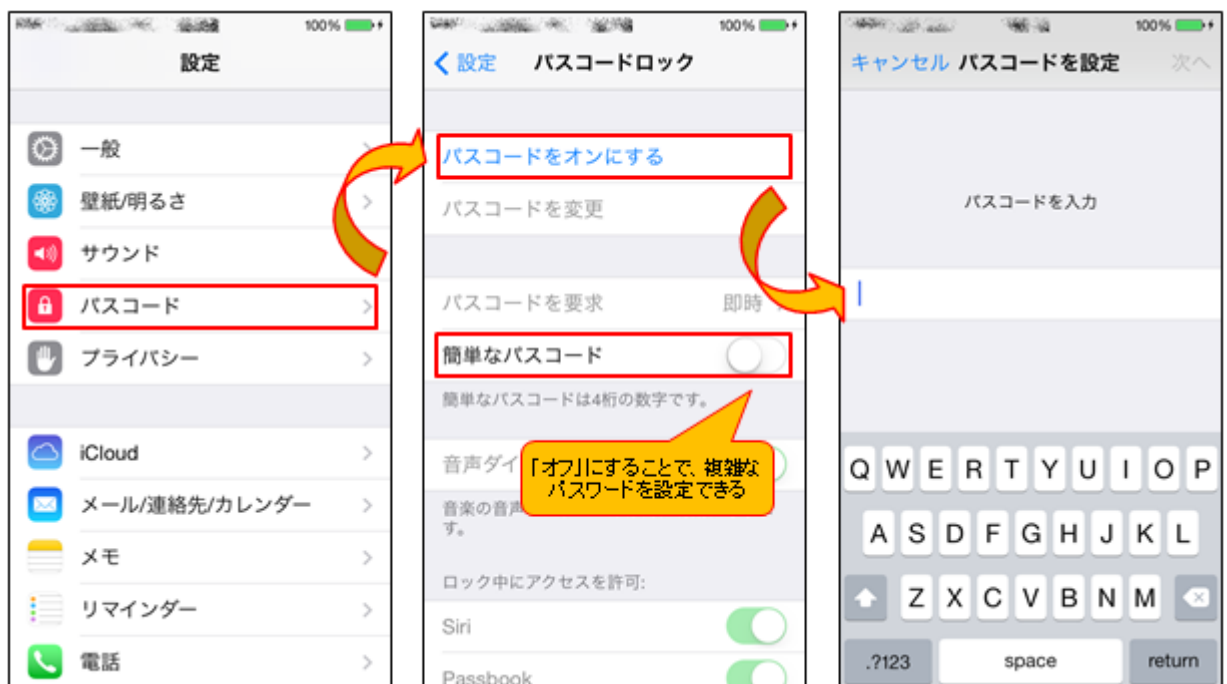 100%
設定
一般
壁紙/明るさ
サウンド
パスコード
プライバシー
iCloud
メール/連絡先/カレンダー
メモ
リマインダー
電話
100%
設定 パスコードロック
パスコードをオンにする
パスコードを変更
パスコードを要求 即時
簡単なパスコード
簡単なパスコードは4桁の数字です。
音声ダイ
「オフ」にすることで、複雑な
パスワードを設定できる
音楽の音声
す。
ロック中にアクセスを許可:
Siri
Passbook
100%
キャンセル パスコードを設定 次へ
パスコードを入力
Q W E R T Y U I O P
A S D F G H J K L
Z X C V B N M
.?123 space return